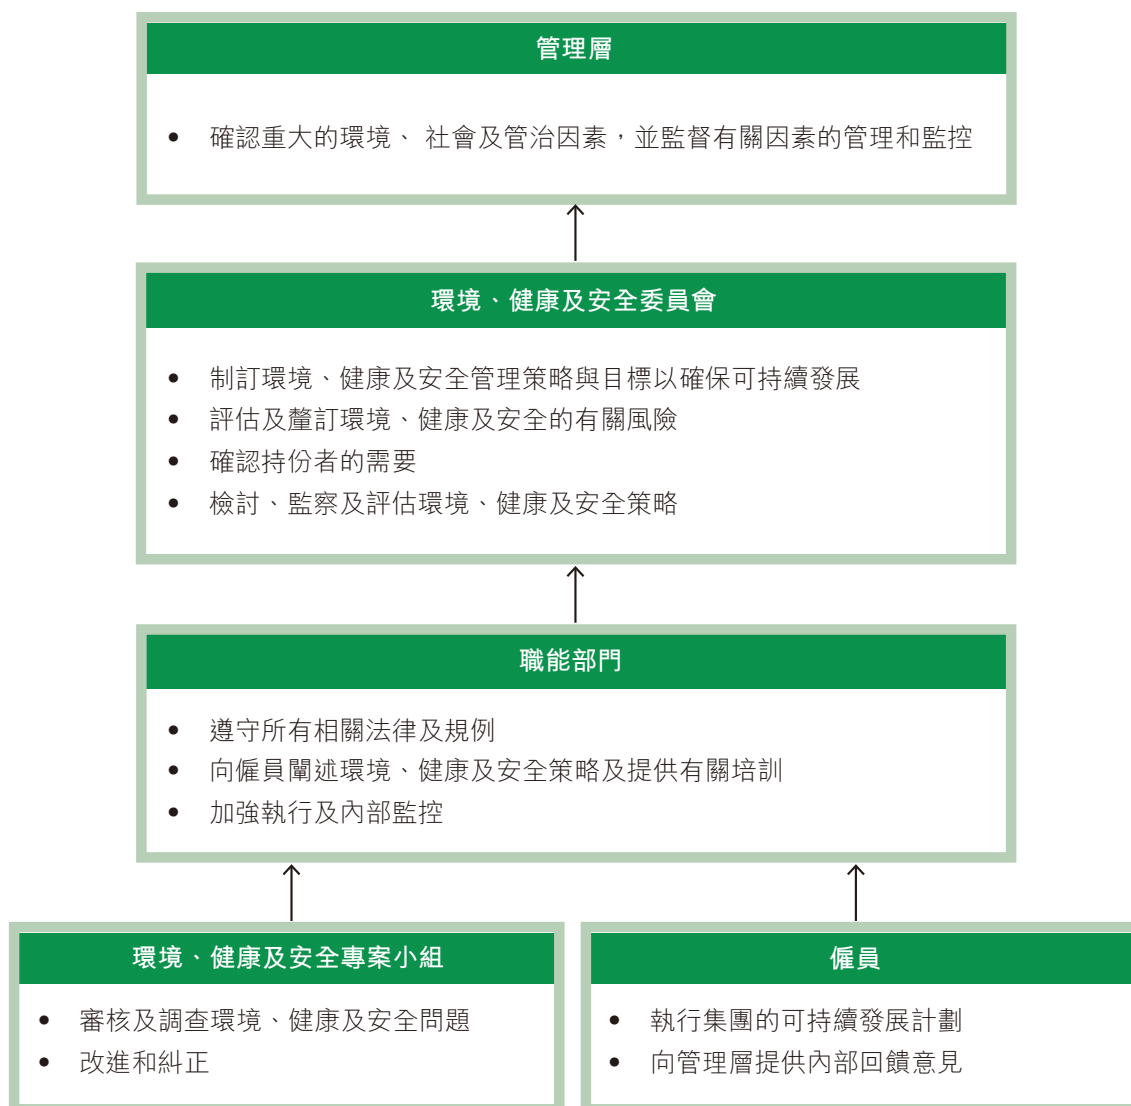 管理層
• 確認重大的環境、 社會及管治因素，並監督有關因素的管理和監控
環境、健康及安全委員會
• 制訂環境、健康及安全管理策略與目標以確保可持續發展
• 評估及釐訂環境、健康及安全的有關風險
• 確認持份者的需要
• 檢討、監察及評估環境、健康及安全策略
職能部門
• 遵守所有相關法律及規例
• 向僱員闡述環境、健康及安全策略及提供有關培訓
• 加強執行及內部監控
環境、健康及安全專案小組
• 審核及調查環境、健康及安全問題
• 改進和糾正
僱員
• 執行集團的可持續發展計劃
• 向管理層提供內部回饋意見